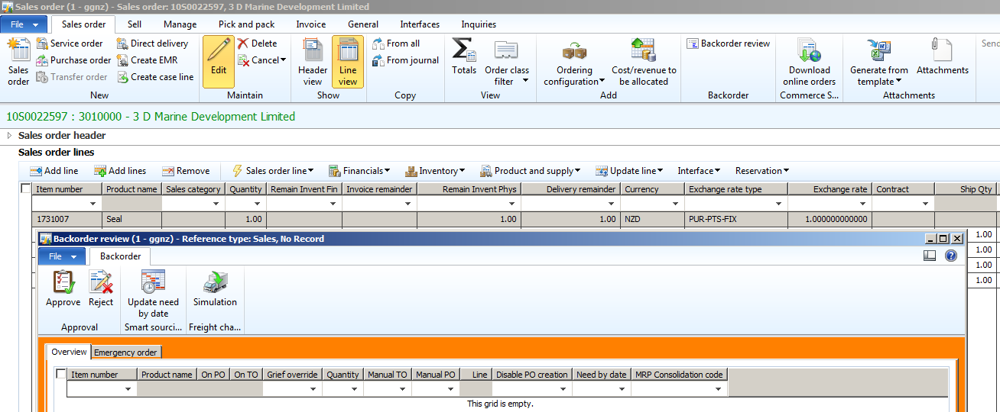 Sales order (1 - ggnz) - Sales order: 10S0022597, 3 D Marine Development Limited
File Sales order Sell Manage Pick and pack Invoice General Interfaces Inquiries
Sales order
Service order
Purchase order
Transfer order
Direct delivery
Create EMR
Create case line
New
Edit
Delete
Cancel
Maintain
Header view
Line view
Show
From all
From journal
Copy
Totals
Order class filter
View
Ordering configuration
Cost/revenue to be allocated
Add
Backorder review
Backorder
Download online orders
Commerce S...
Generate from template
Attachments
Attachments
Send
10S0022597 : 3010000 - 3 D Marine Development Limited
Sales order header
Sales order lines
Add line Add lines Remove Sales order line Financials Inventory Product and supply Update line Interface Reservation
Item number Product name Sales category Quantity Remain Invent Fin Invoice remainder Remain Invent Phys Delivery remainder Currency Exchange rate type Exchange rate Contract Ship Qty
1731007 Seal 1.00 1.00 1.00 NZD PUR-PTS-FIX 1.000000000000
1.00
1.00
1.00
1.00
Backorder review (1 - ggnz) - Reference type: Sales, No Record
File Backorder
Approve
Reject
Approval
Update need by date
Smart sourci...
Simulation
Freight cha...
Overview Emergency order
Item number Product name On PO On TO Grief override Quantity Manual TO Manual PO Line Disable PO creation Need by date MRP Consolidation code
This grid is empty.